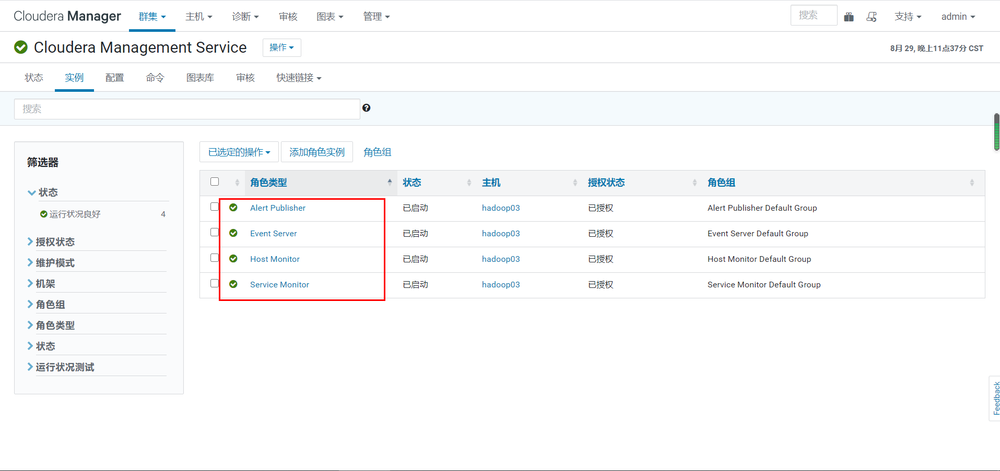 Cloudera Manager 群集 主机 诊断 审核 图表 管理 搜索 支持 admin
Cloudera Management Service 操作 8月 29, 晚上11点37分 CST
状态 实例 配置 命令 图表库 审核 快速链接
搜索
筛选器
状态
运行状况良好 4
授权状态
维护模式
机架
角色组
角色类型
状态
运行状况测试
已选定的操作 添加角色实例 角色组
角色类型 状态 主机 授权状态 角色组
Alert Publisher 已启动 hadoop03 已授权 Alert Publisher Default Group
Event Server 已启动 hadoop03 已授权 Event Server Default Group
Host Monitor 已启动 hadoop03 已授权 Host Monitor Default Group
Service Monitor 已启动 hadoop03 已授权 Service Monitor Default Group
Feedback